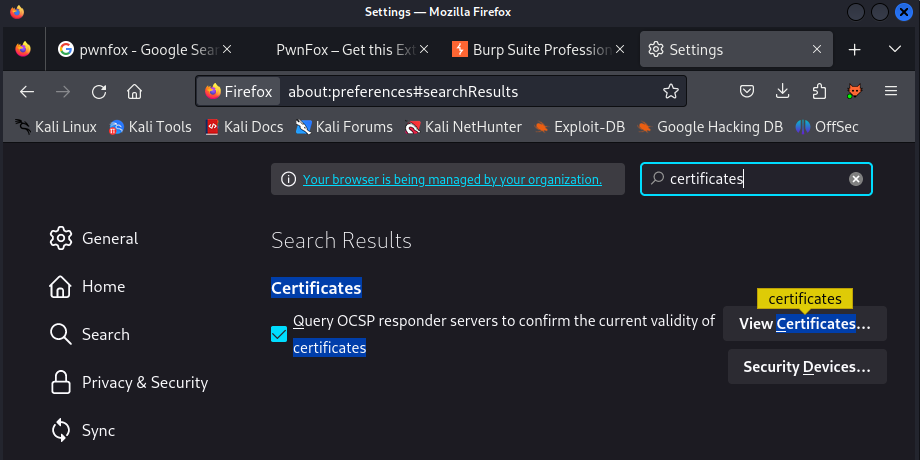 Settings — Mozilla Firefox
pwnfox - Google Sear
PwnFox – Get this Ext
Burp Suite Profession
Settings
Firefox about:preferences#searchResults
Kali Linux Kali Tools Kali Docs Kali Forums Kali NetHunter Exploit-DB Google Hacking DB OffSec
Your browser is being managed by your organization.
certificates
General
Home
Search
Privacy & Security
Sync
Search Results
Certificates
Query OCSP responder servers to confirm the current validity of
certificates
certificates
View Certificates...
Security Devices...